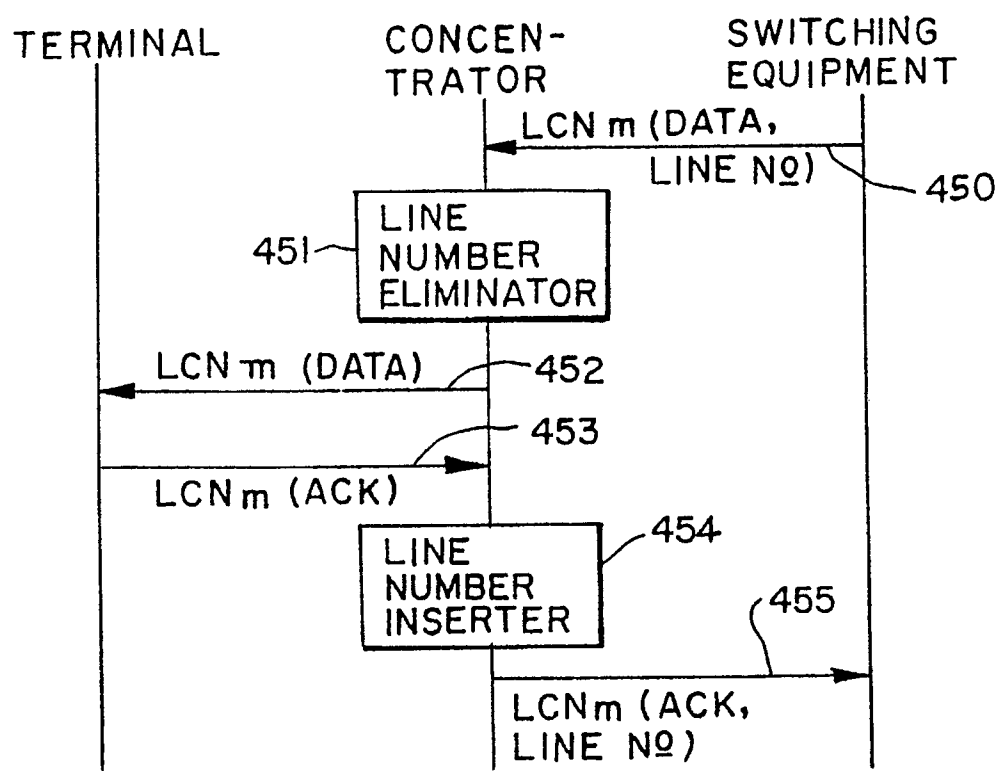 TERMINAL
CONCEN-
TRATOR
SWITCHING
EQUIPMENT
LCN m (DATA,
LINE Nº)
450
451
LINE
NUMBER
ELIMINATOR
LCN m (DATA)
452
453
LCN m (ACK)
454
LINE
NUMBER
INSERTER
455
LCN m (ACK,
LINE Nº)